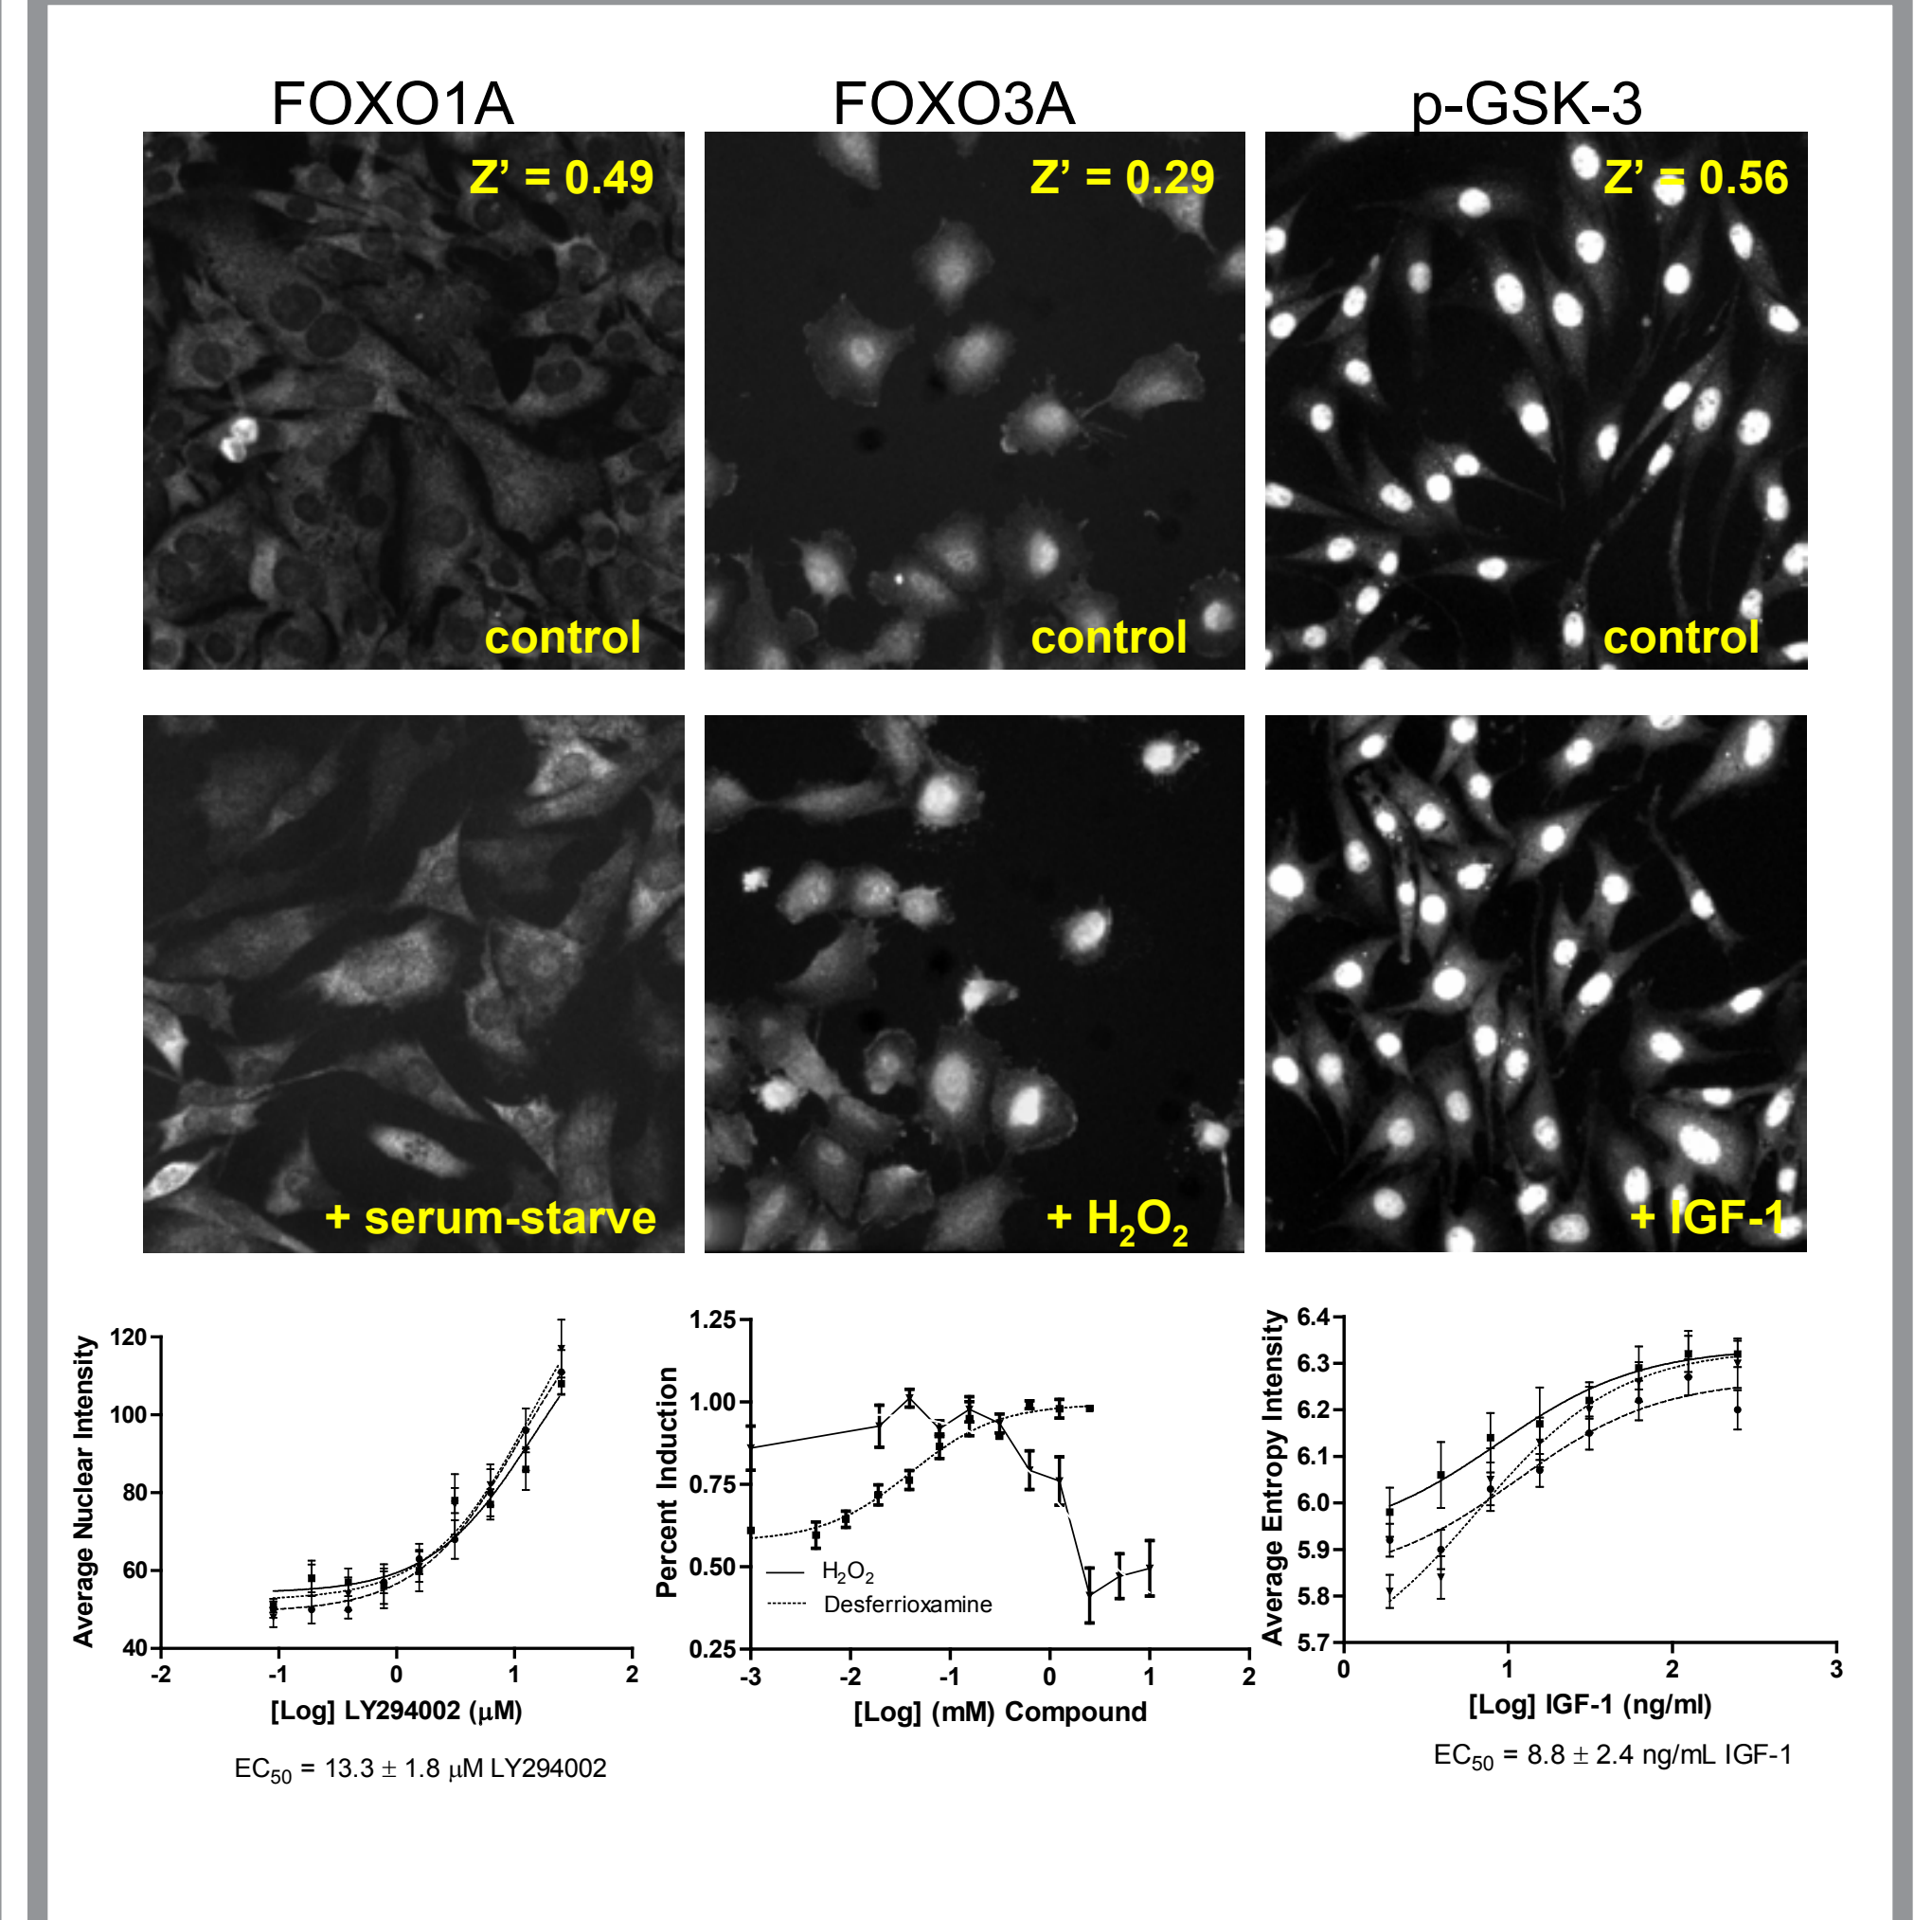 FOXO1A
FOXO3A
p-GSK-3
Z’ = 0.49
Z’ = 0.29
Z’ = 0.56
control
control
control
+ serum-starve
+ H₂O₂
+ IGF-1
Average Nuclear Intensity
120
100
80
60
40
-2
-1
0
1
2
[Log] LY294002 (μM)
EC₅₀ = 13.3 ± 1.8 μM LY294002
Percent Induction
1.25
1.00
0.75
0.50
0.25
H₂O₂
Desferrioxamine
-3
-2
-1
0
1
2
[Log] (mM) Compound
Average Entropy Intensity
6.4
6.3
6.2
6.1
6.0
5.9
5.8
5.7
0
1
2
3
[Log] IGF-1 (ng/ml)
EC₅₀ = 8.8 ± 2.4 ng/mL IGF-1